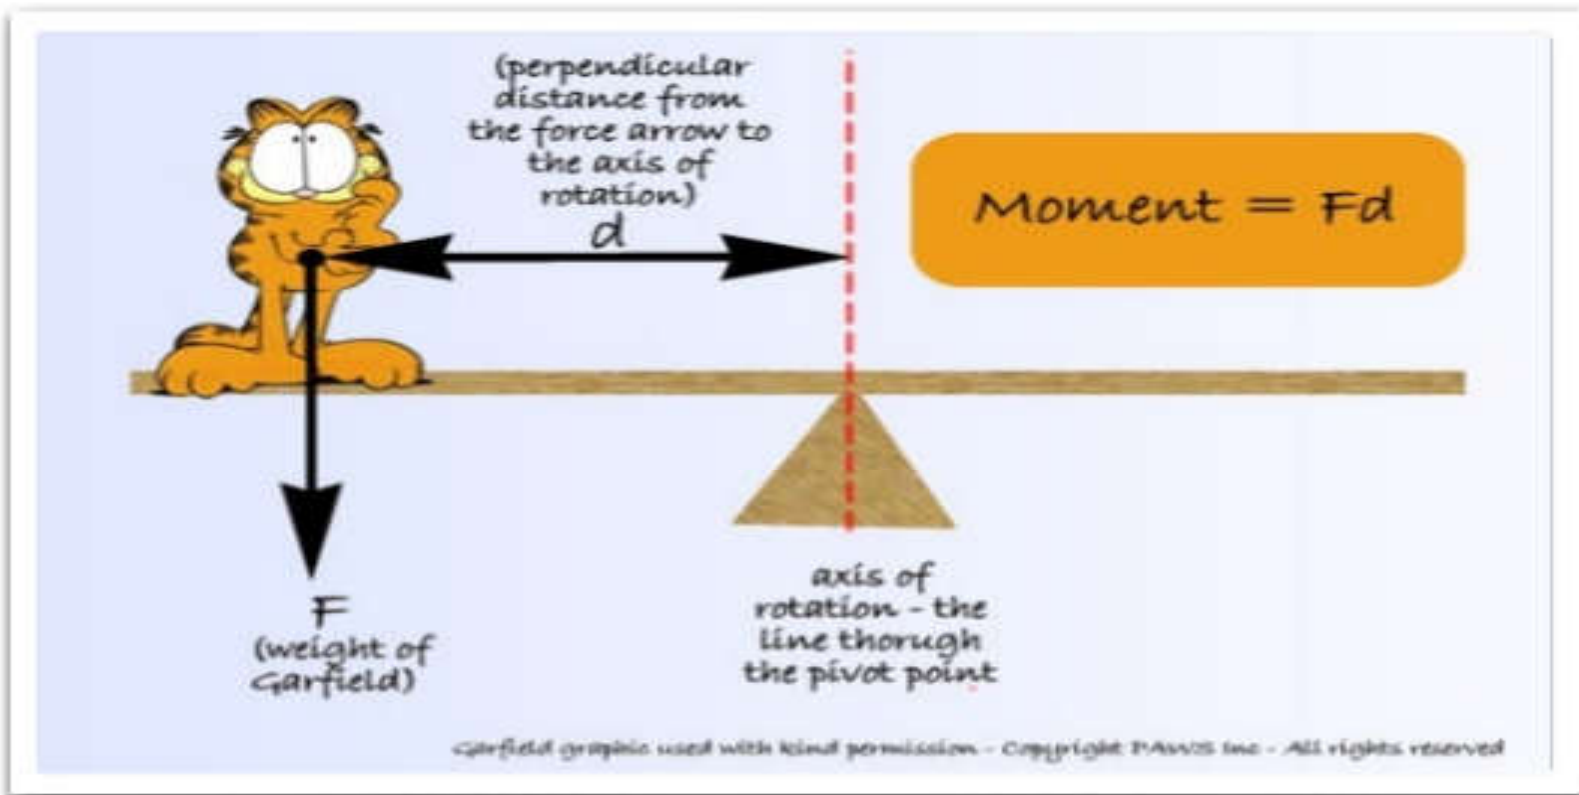 (perpendicular
distance from
the force arrow to
the axis of
rotation)
d
Moment = Fd
F
(weight of
Garfield)
axis of
rotation - the
line thorugh
the pivot point
Garfield graphic used with kind permission - Copyright PAWS Inc - All rights reserved